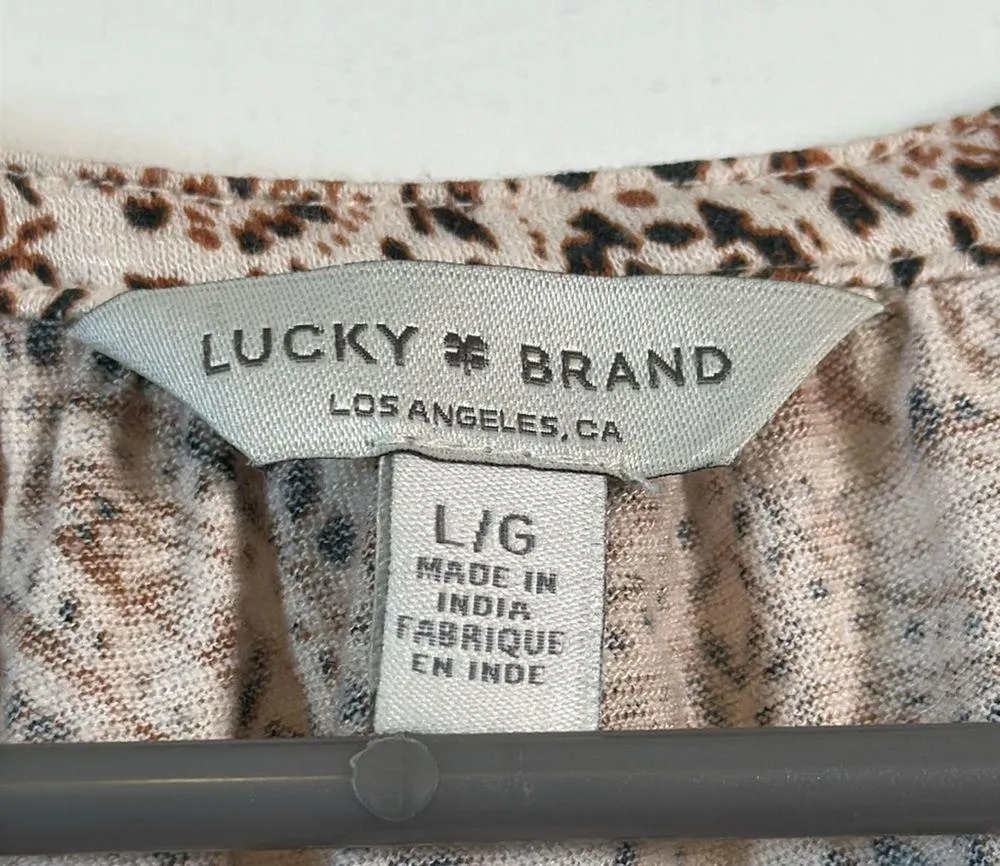 LUCKY BRAND
LOS ANGELES, CA
L/G
MADE IN
INDIA
FABRIQUE
EN INDE